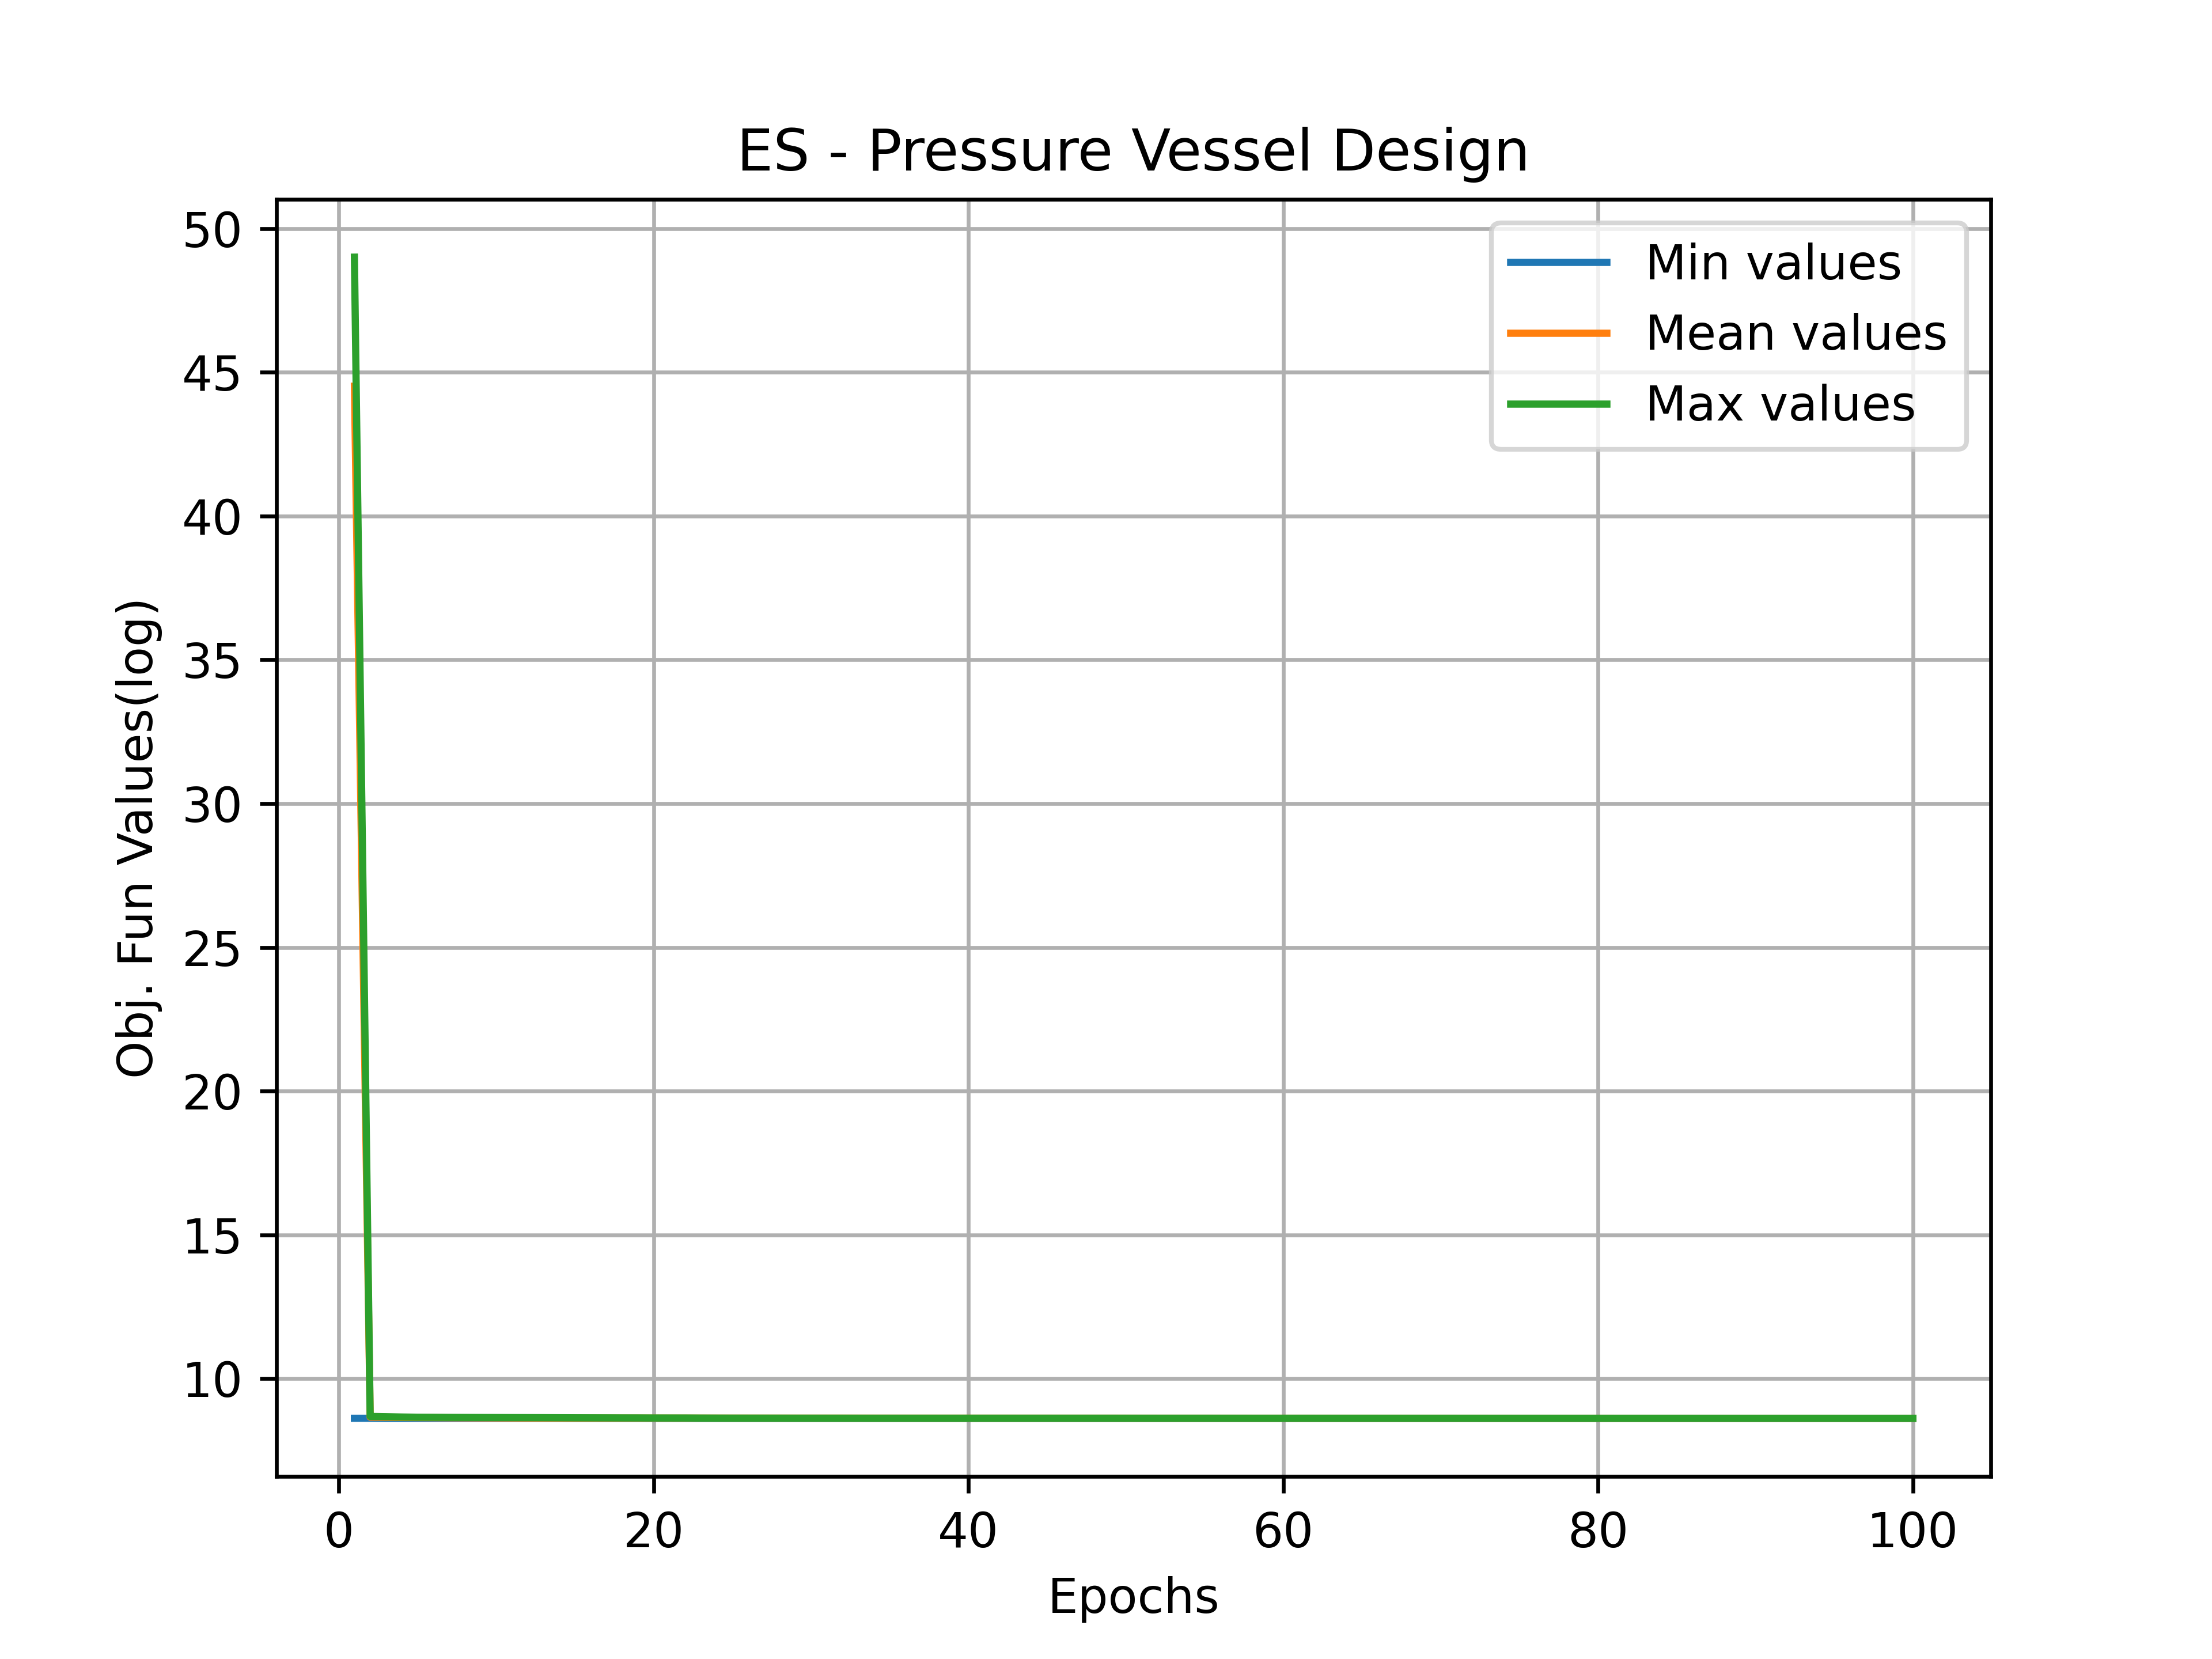 ES - Pressure Vessel Design
50
45
40
35
30
25
20
15
10
Obj. Fun Values(log)
Min values
Mean values
Max values
0 20 40 60 80 100
Epochs